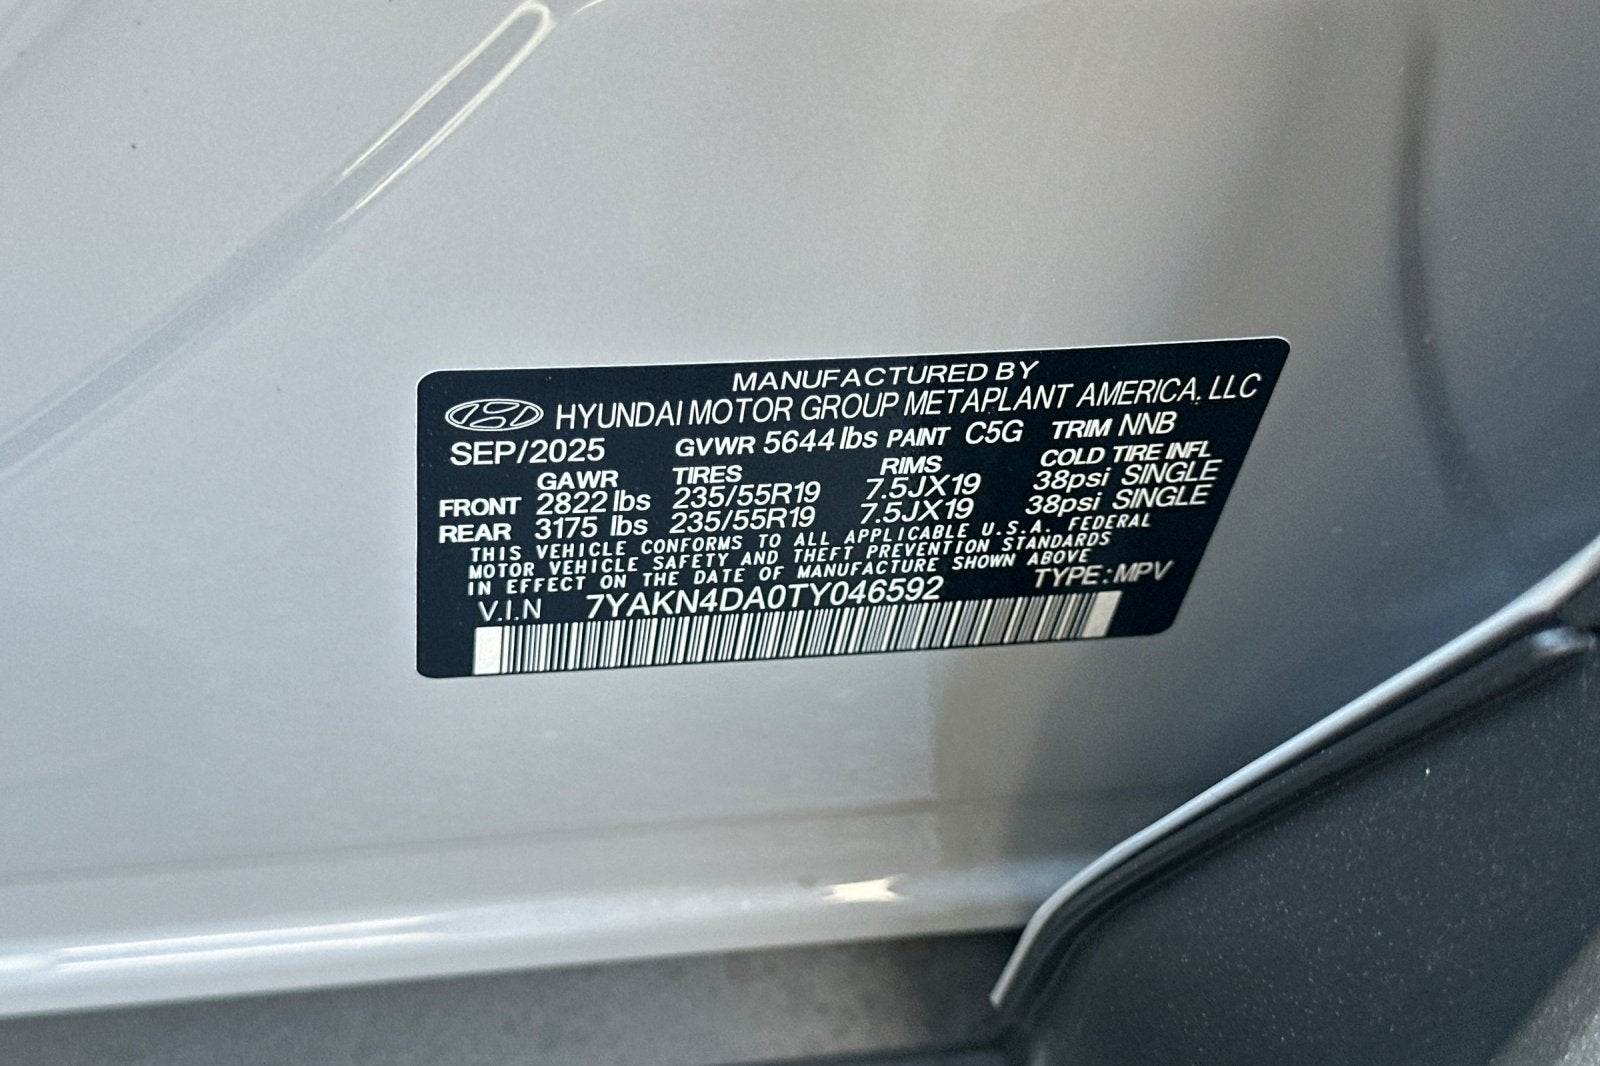 MANUFACTURED BY
HYUNDAI MOTOR GROUP METAPLANT AMERICA, LLC
SEP/2025 GVWR 5644 lbs PAINT C5G TRIM NNB
GAWR TIRES RIMS COLD TIRE INFL
FRONT 2822 lbs 235/55R19 7.5JX19 38psi SINGLE
REAR 3175 lbs 235/55R19 7.5JX19 38psi SINGLE
THIS VEHICLE CONFORMS TO ALL APPLICABLE U.S.A. FEDERAL
MOTOR VEHICLE SAFETY AND THEFT PREVENTION STANDARDS
IN EFFECT ON THE DATE OF MANUFACTURE SHOWN ABOVE
V.I.N 7YAKN4DA0TY046592 TYPE:MPV